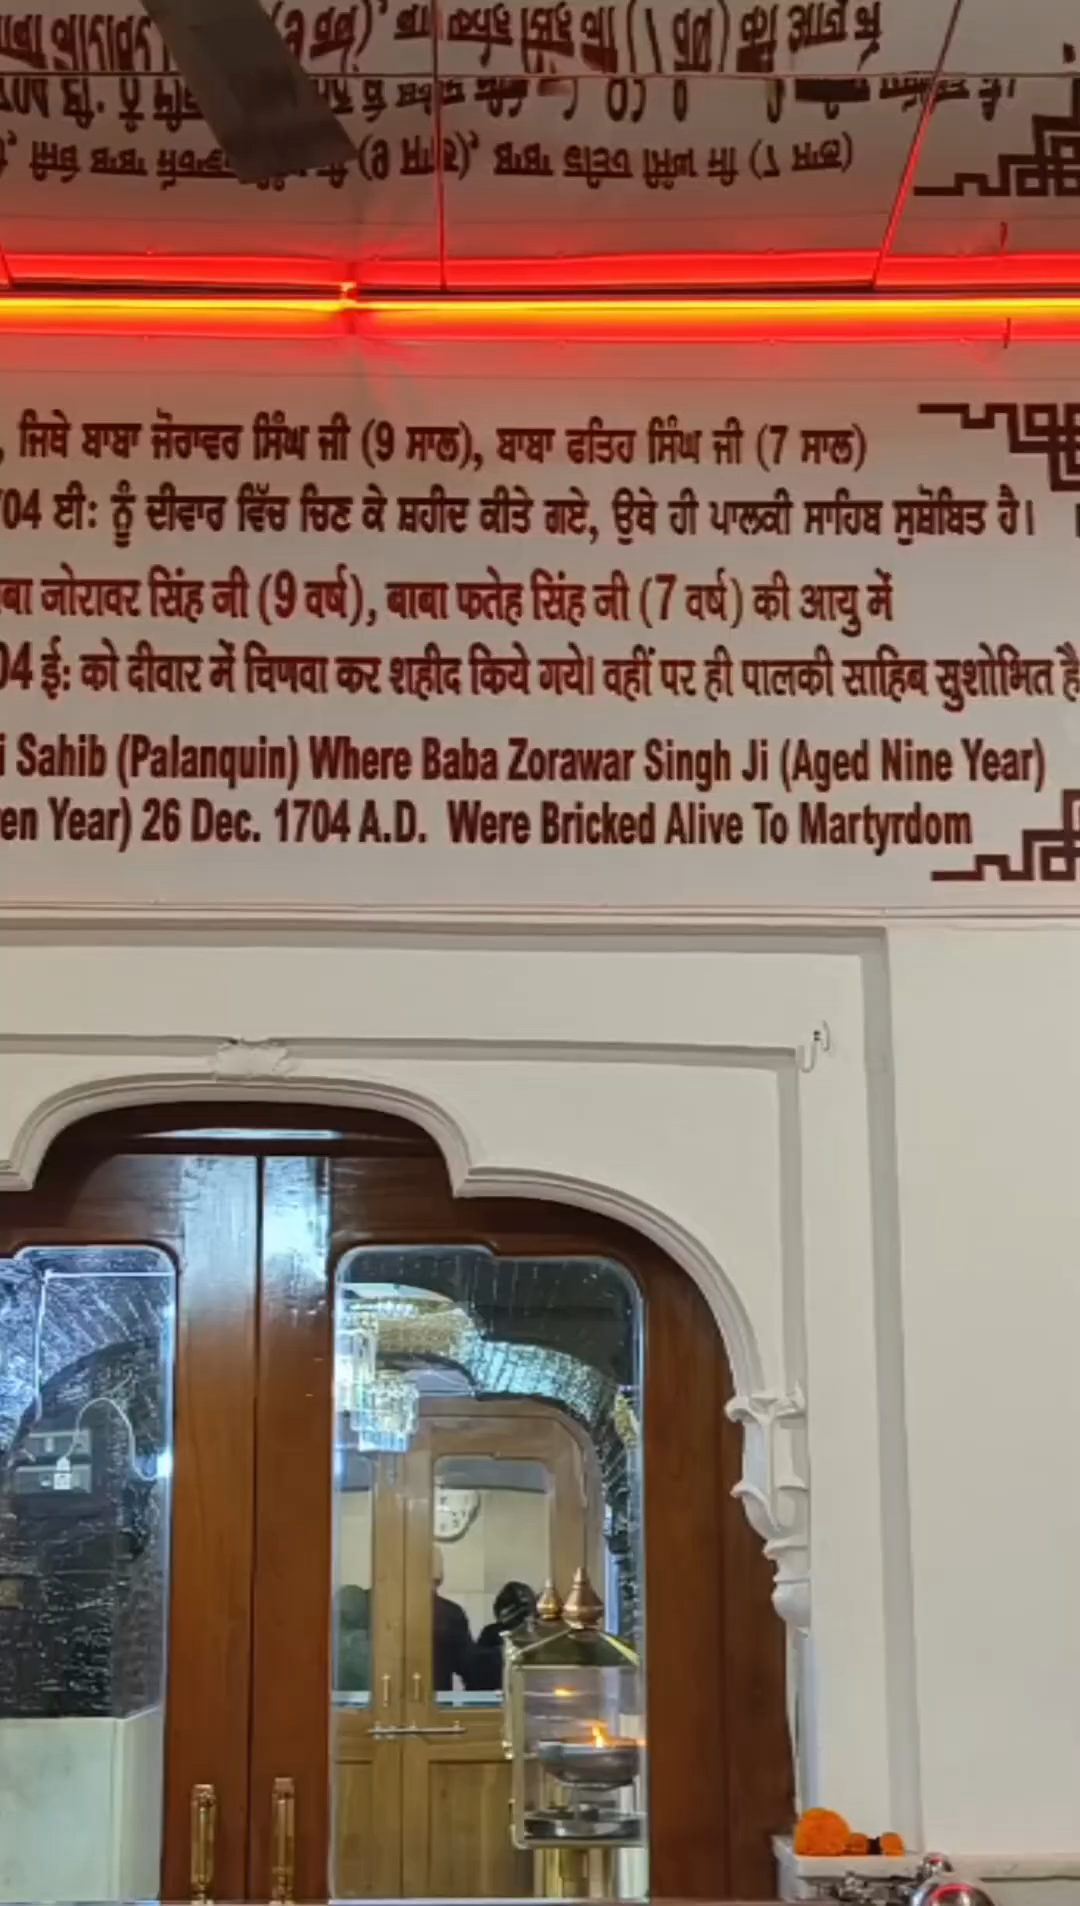 , ਜਿਥੇ ਬਾਬਾ ਜੋਰਾਵਰ ਸਿੰਘ ਜੀ (9 ਸਾਲ), ਬਾਬਾ ਫਤਿਹ ਸਿੰਘ ਜੀ (7 ਸਾਲ)
04 ਈ: ਨੂੰ ਦੀਵਾਰ ਵਿੱਚ ਚਿਣ ਕੇ ਸ਼ਹੀਦ ਕੀਤੇ ਗਏ, ਉਥੇ ਹੀ ਪਾਲਕੀ ਸਾਹਿਬ ਸੁਸ਼ੋਭਿਤ ਹੈ।
बा जोरावर सिंह जी (9 वर्ष), बाबा फतेह सिंह जी (7 वर्ष) की आयु में
04 ई: को दीवार में चिणवा कर शहीद किये गये। वहीं पर ही पालकी साहिब सुशोभित है
i Sahib (Palanquin) Where Baba Zorawar Singh Ji (Aged Nine Year)
en Year) 26 Dec. 1704 A.D. Were Bricked Alive To Martyrdom